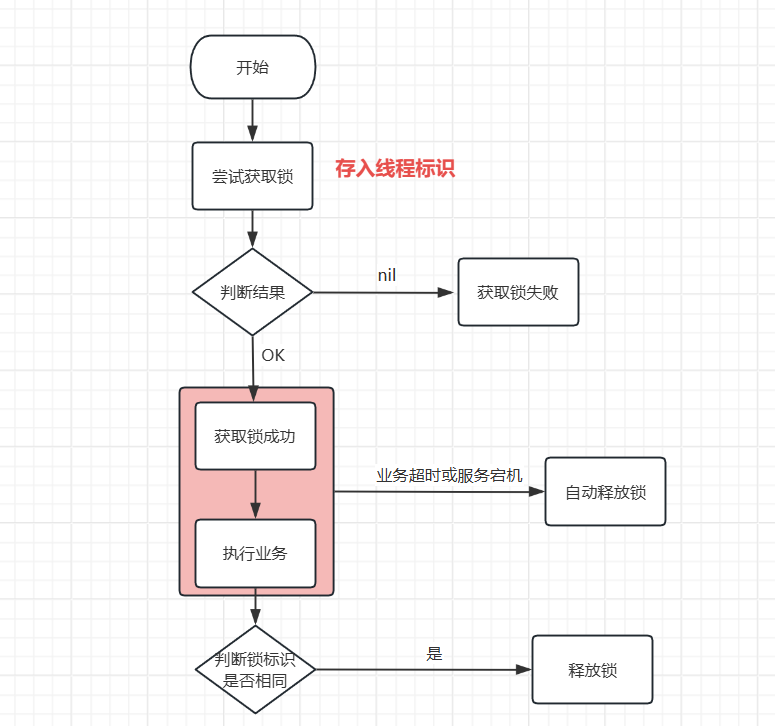 开始
尝试获取锁
存入线程标识
nil
判断结果
获取锁失败
OK
获取锁成功
业务超时或服务宕机
自动释放锁
执行业务
是
判断锁标识
是否相同
释放锁